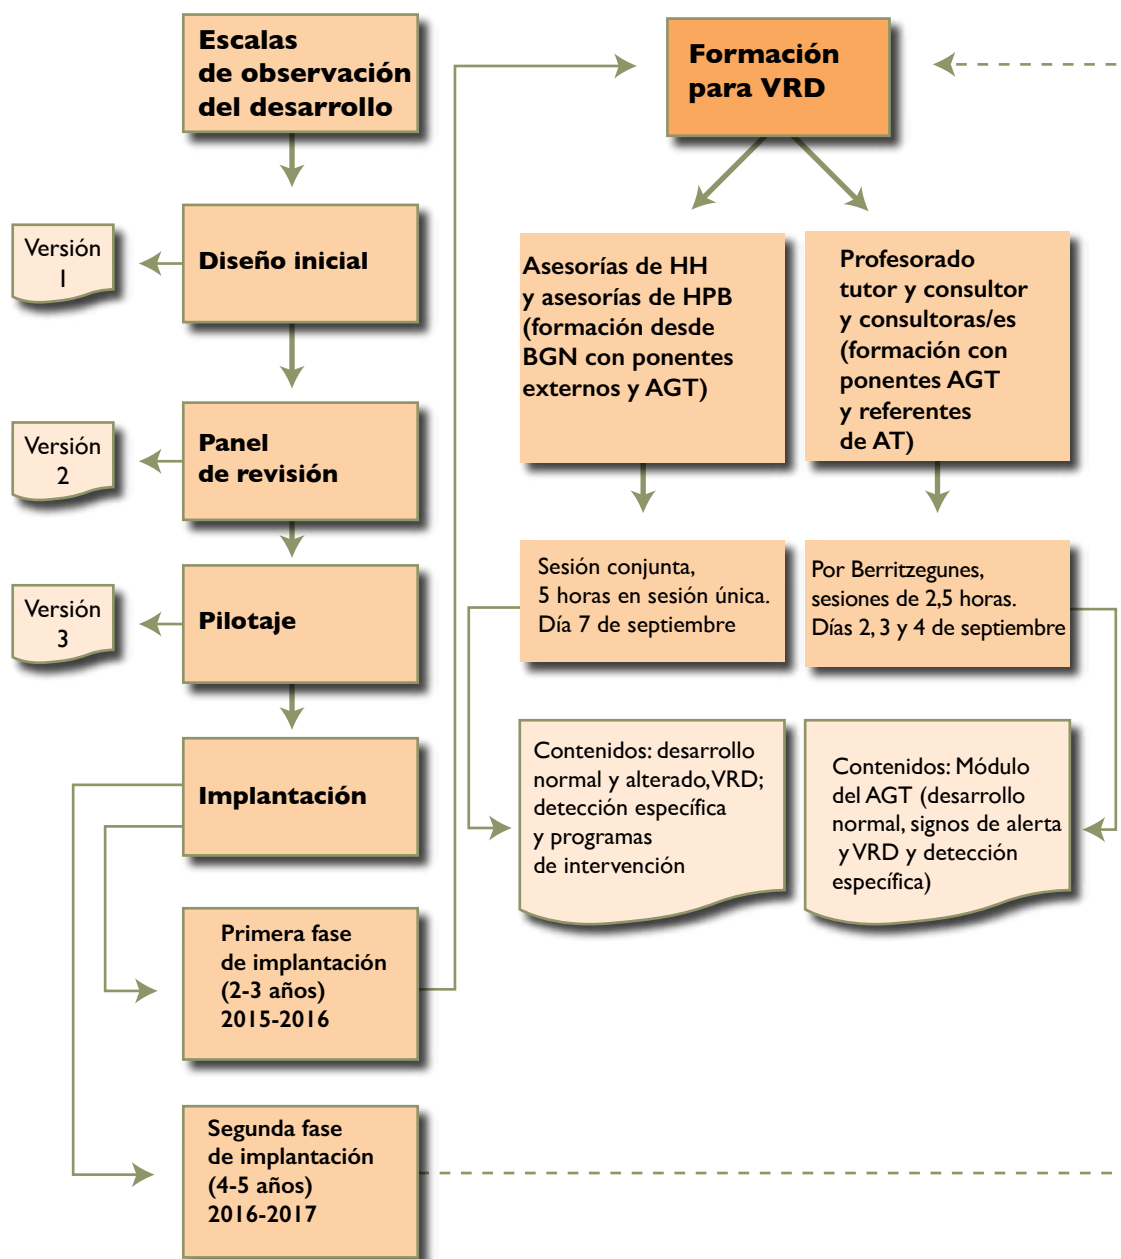 Escalas
de observación
del desarrollo
Diseño inicial
Versión
1
Panel
de revisión
Versión
2
Pilotaje
Versión
3
Implantación
Primera fase
de implantación
(2-3 años)
2015-2016
Segunda fase
de implantación
(4-5 años)
2016-2017
Formación
para VRD
Asesorías de HH
y asesorías de HPB
(formación desde
BGN con ponentes
externos y AGT)
Profesorado
tutor y consultor
y consultoras/es
(formación con
ponentes AGT
y referentes
de AT)
Sesión conjunta,
5 horas en sesión única.
Día 7 de septiembre
Por Berritzegunes,
sesiones de 2,5 horas.
Días 2, 3 y 4 de septiembre
Contenidos: desarrollo
normal y alterado, VRD;
detección específica
y programas
de intervención
Contenidos: Módulo
del AGT (desarrollo
normal, signos de alerta
y VRD y detección
específica)